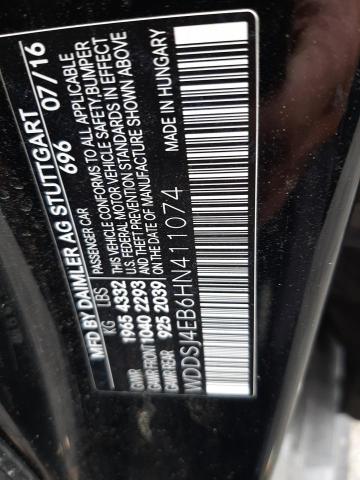 MFD BY DAIMLER AG STUTTGART
696 07/16
PASSENGER CAR
KG LBS
GMWR 1965 4332
GAWR FRONT 1040 2293
GAWR REAR 925 2039
THIS VEHICLE CONFORMS TO ALL APPLICABLE
U.S. FEDERAL MOTOR VEHICLE SAFETY, BUMPER
AND THEFT PREVENTION STANDARDS IN EFFECT
ON THE DATE OF MANUFACTURE SHOWN ABOVE.
MADE IN HUNGARY
WDDSJ4EB6HN411074